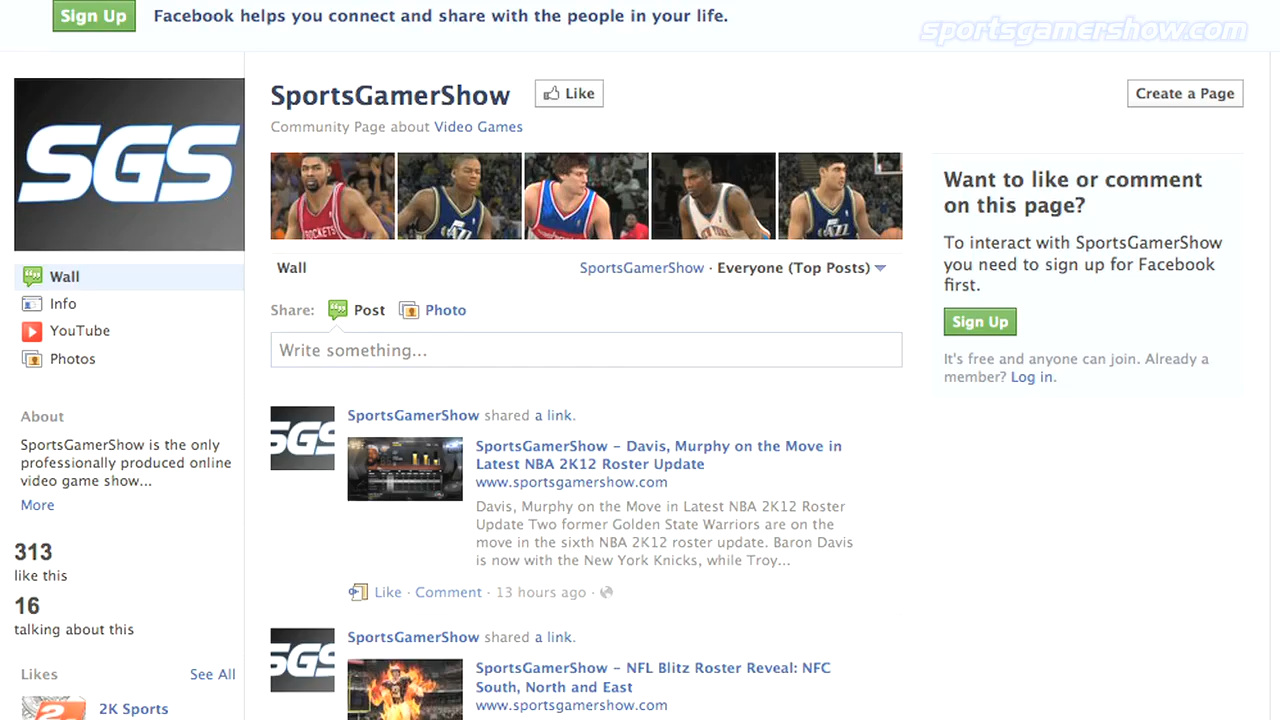 Sign Up
Facebook helps you connect and share with the people in your life.
sportsgamershow.com
SGS
SportsGamerShow
Like
Create a Page
Community Page about Video Games
ROCKETS
JAZZ
NEW YORK
JAZZ
Wall
Info
YouTube
Photos
About
SportsGamerShow is the only
professionally produced online
video game show...
More
313
like this
16
talking about this
Likes
See All
2K Sports
Wall
SportsGamerShow · Everyone (Top Posts)
Share:
Post
Photo
Write something...
SGS
SportsGamerShow shared a link.
SportsGamerShow – Davis, Murphy on the Move in
Latest NBA 2K12 Roster Update
www.sportsgamershow.com
Davis, Murphy on the Move in Latest NBA 2K12 Roster
Update Two former Golden State Warriors are on the
move in the sixth NBA 2K12 roster update. Baron Davis
is now with the New York Knicks, while Troy...
Like · Comment · 13 hours ago ·
SGS
SportsGamerShow shared a link.
SportsGamerShow – NFL Blitz Roster Reveal: NFC
South, North and East
www.sportsgamershow.com
Want to like or comment
on this page?
To interact with SportsGamerShow
you need to sign up for Facebook
first.
Sign Up
It's free and anyone can join. Already a
member? Log in.